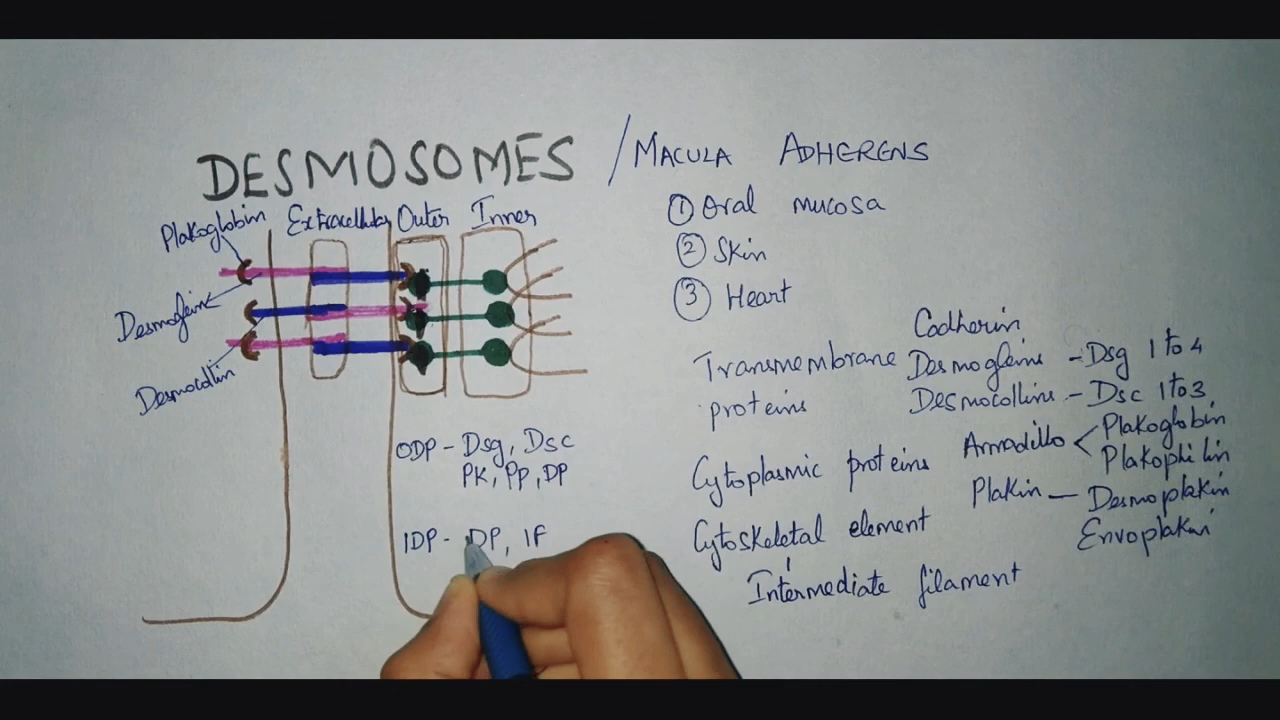 DESMOSOMES / MACULA ADHERENS
Plakoglobin
Extracellular
Outer
Inner
Desmogleins
Desmocollin
ODP - Dsg, Dsc
PK, PP, DP
IDP - DP, IF
① Oral mucosa
② Skin
③ Heart
Transmembrane proteins
Cadherin
Desmogleins - Dsg 1 to 4
Desmocollins - Dsc 1 to 3,
Cytoplasmic proteins
Armadillo < Plakoglobin
Plakophilin
Plakin — Desmoplakin
Envoplakin
Cytoskeletal element
Intermediate filament